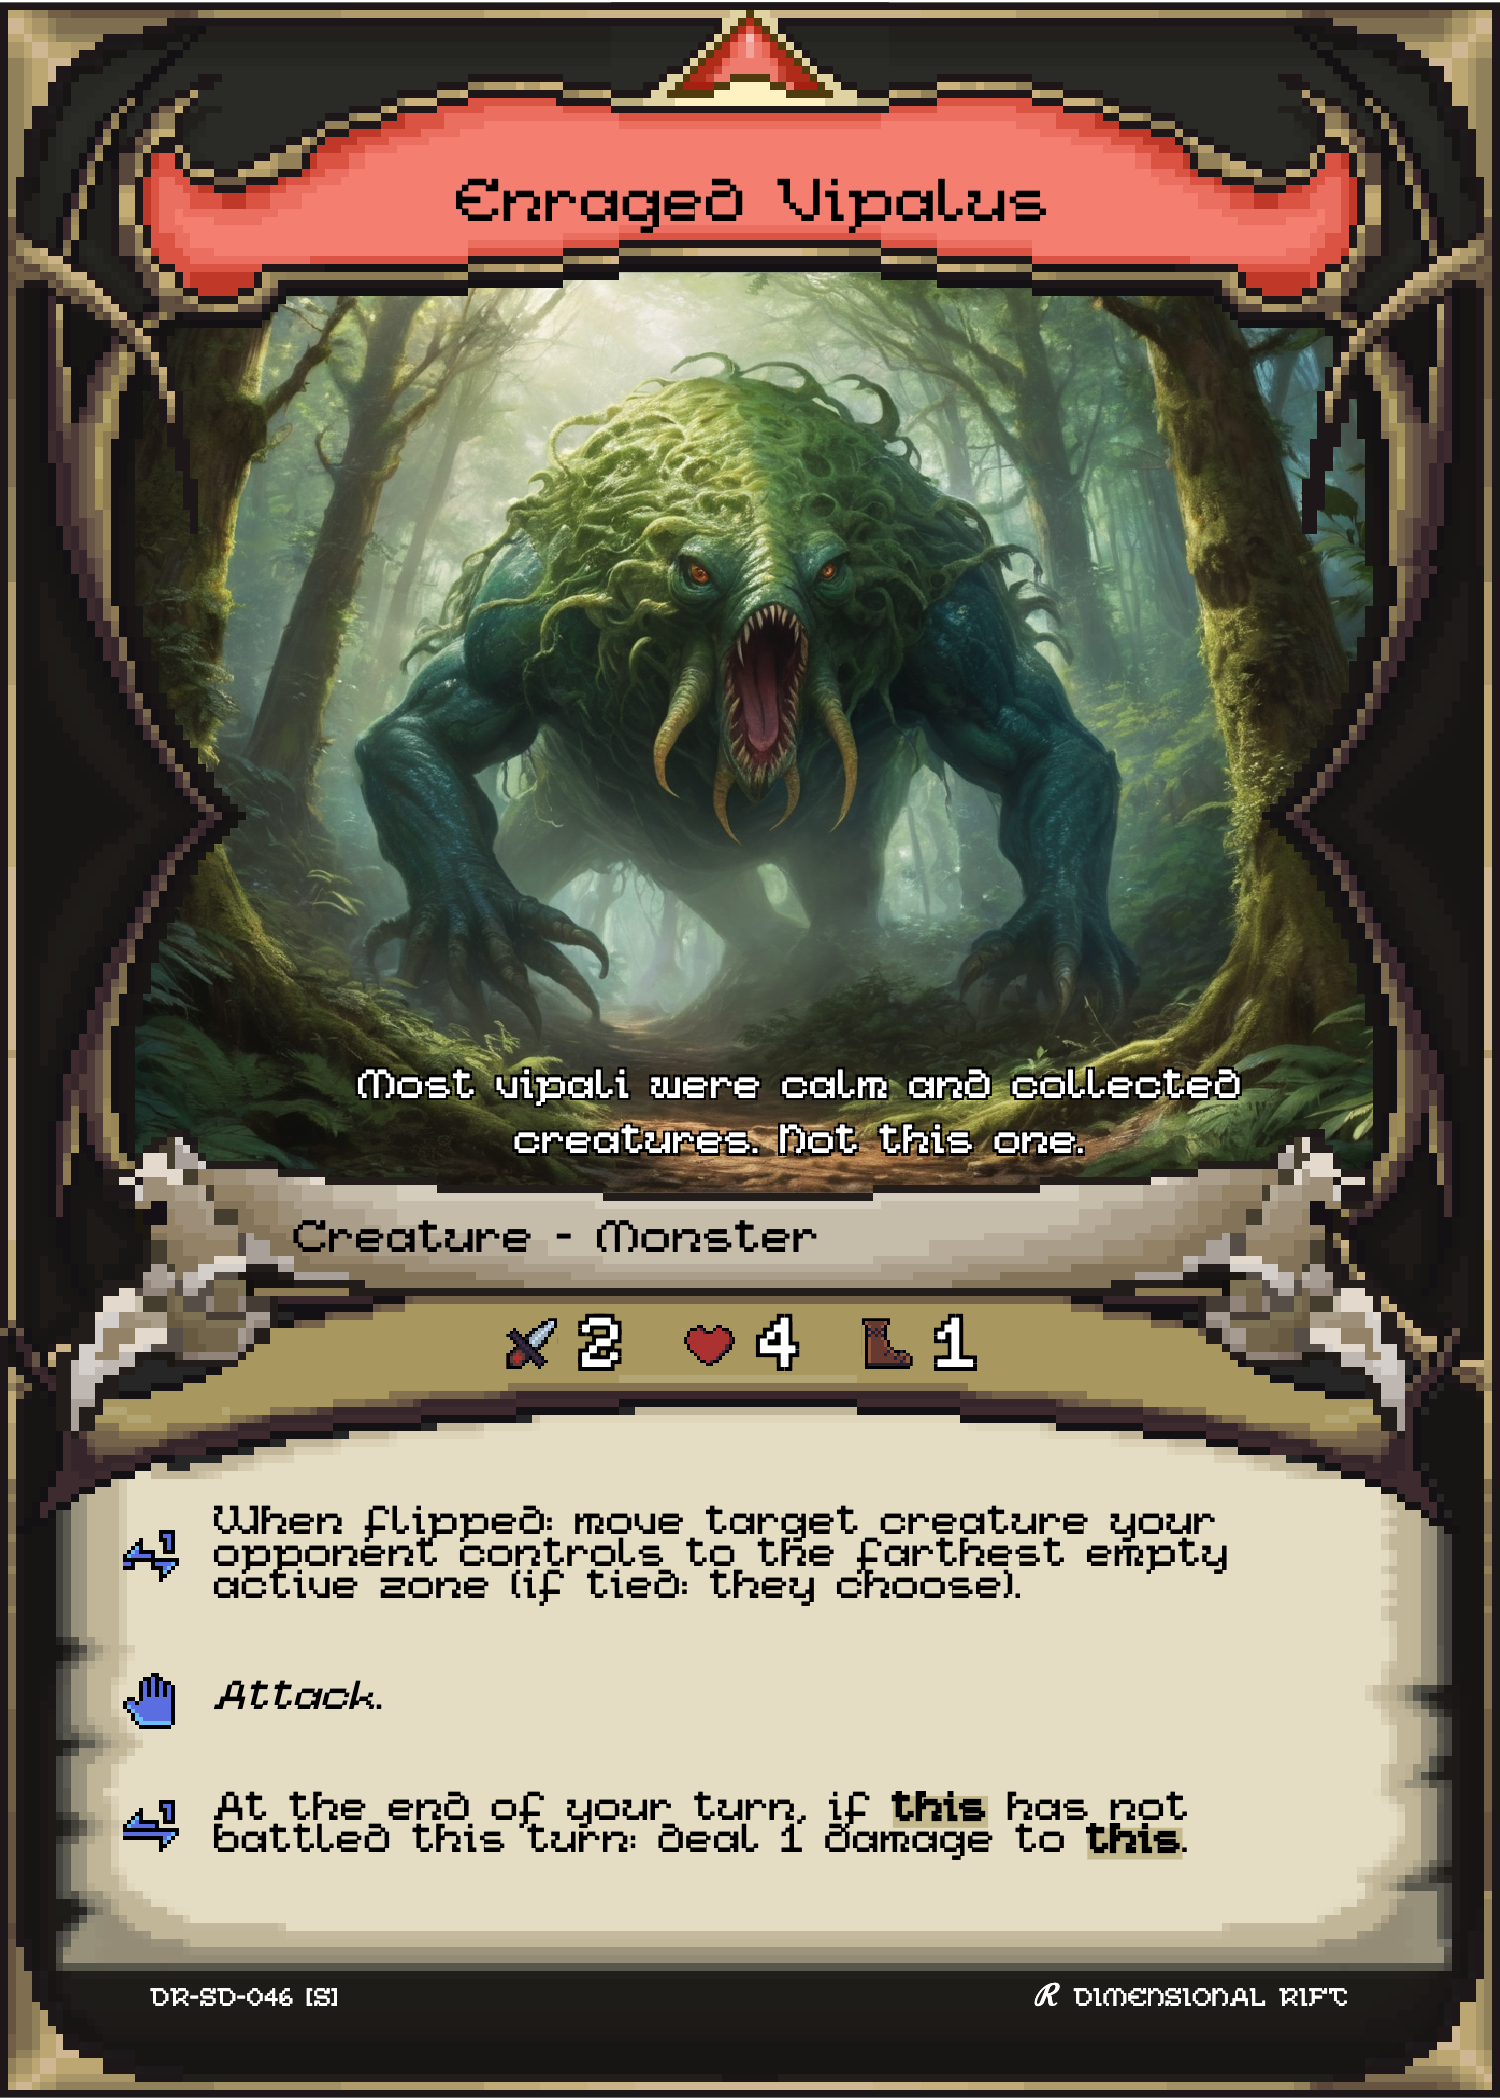 Enraged Vipalus
Most vipali were calm and collected
creatures. Not this one.
Creature - Monster
2 4 1
When flipped: move target creature your
opponent controls to the farthest empty
active zone (if tied: they choose).
Attack.
At the end of your turn, if this has not
battled this turn: deal 1 damage to this.
DR-SD-046 [S]
R DIMENSIONAL RIFT